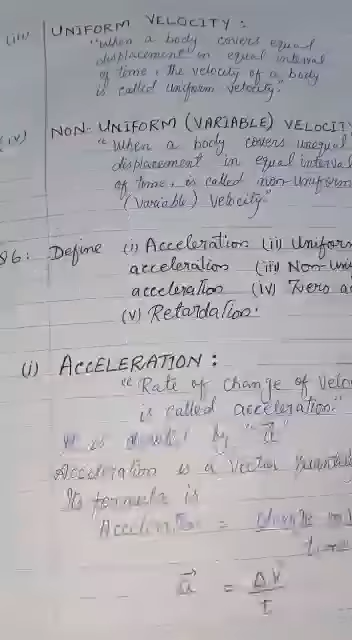 (iii) UNIFORM VELOCITY :
"When a body covers equal
displacement in equal interval
of time, the velocity of a body
is called uniform velocity."
(iv) NON-UNIFORM (VARIABLE) VELOCITY
"when a body covers unequal
displacement in equal interval
of time, is called non-uniform
(variable) velocity"
Define (i) Acceleration (ii) Uniform
acceleration (iii) Non-uni
acceleration (iv) Zero a
(v) Retardation.
(i) ACCELERATION :
"Rate of change of velo
is called acceleration."
It is denoted by "a⃗"
Acceleration is a vector quantity
Its formula is
Acceleration = change in
a⃗ = ΔV
t